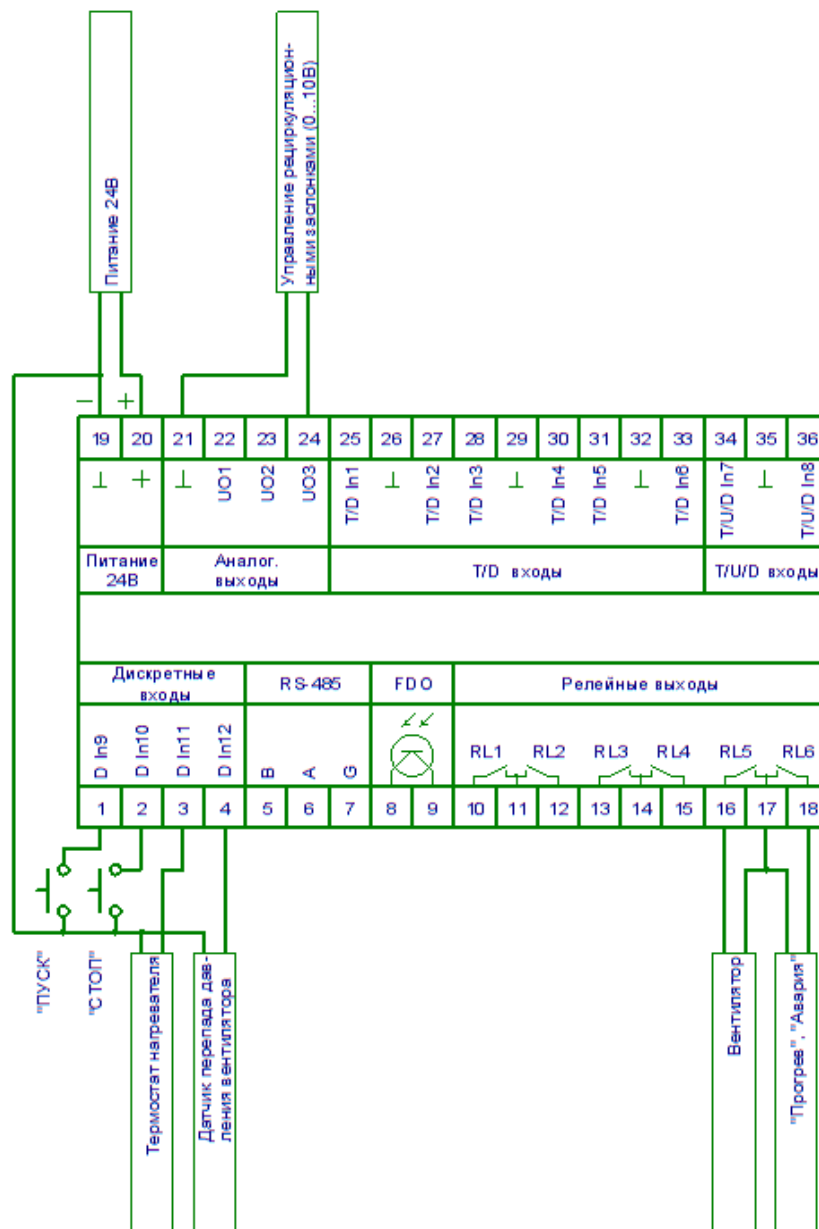 Питание 24В
Управление рециркуляцион-
ными заслонками (0...10В)
− +
19 20 21 22 23 24 25 26 27 28 29 30 31 32 33 34 35 36
⊥ + ⊥ UO1 UO2 UO3 T/D In1 ⊥ T/D In2 T/D In3 ⊥ T/D In4 T/D In5 ⊥ T/D In6 T/U/D In7 ⊥ T/U/D In8
Питание
24В
Аналог.
выходы
T/D входы
T/U/D входы
Дискретные
входы
RS-485
FDO
Релейные выходы
D In9 D In10 D In11 D In12 B A G
RL1 RL2 RL3 RL4 RL5 RL6
1 2 3 4 5 6 7 8 9 10 11 12 13 14 15 16 17 18
"ПУСК"
"СТОП"
Термостат нагревателя
Датчик перепада дав-
ления вентилятора
Вентилятор
"Прогрев", "Авария"